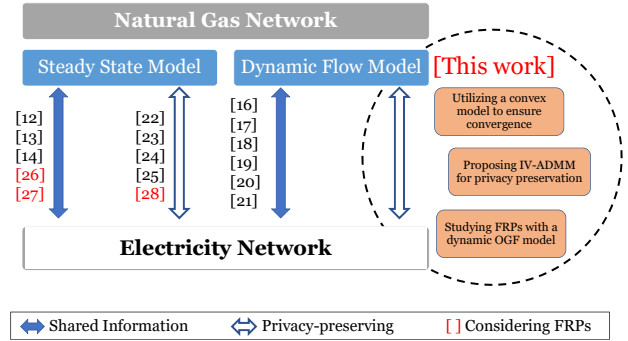 Natural Gas Network
Steady State Model
Dynamic Flow Model
[This work]
[12]
[13]
[14]
[26]
[27]
[22]
[23]
[24]
[25]
[28]
[16]
[17]
[18]
[19]
[20]
[21]
Utilizing a convex
model to ensure
convergence
Proposing IV-ADMM
for privacy preservation
Studying FRPs with a
dynamic OGF model
Electricity Network
Shared Information
Privacy-preserving
[ ] Considering FRPs